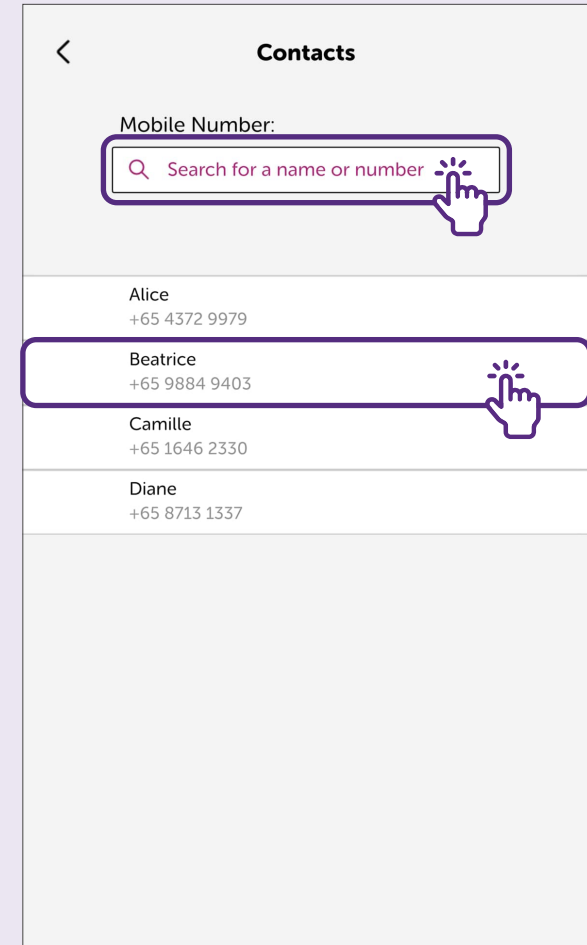 Contacts
Mobile Number:
Search for a name or number
Alice
+65 4372 9979
Beatrice
+65 9884 9403
Camille
+65 1646 2330
Diane
+65 8713 1337